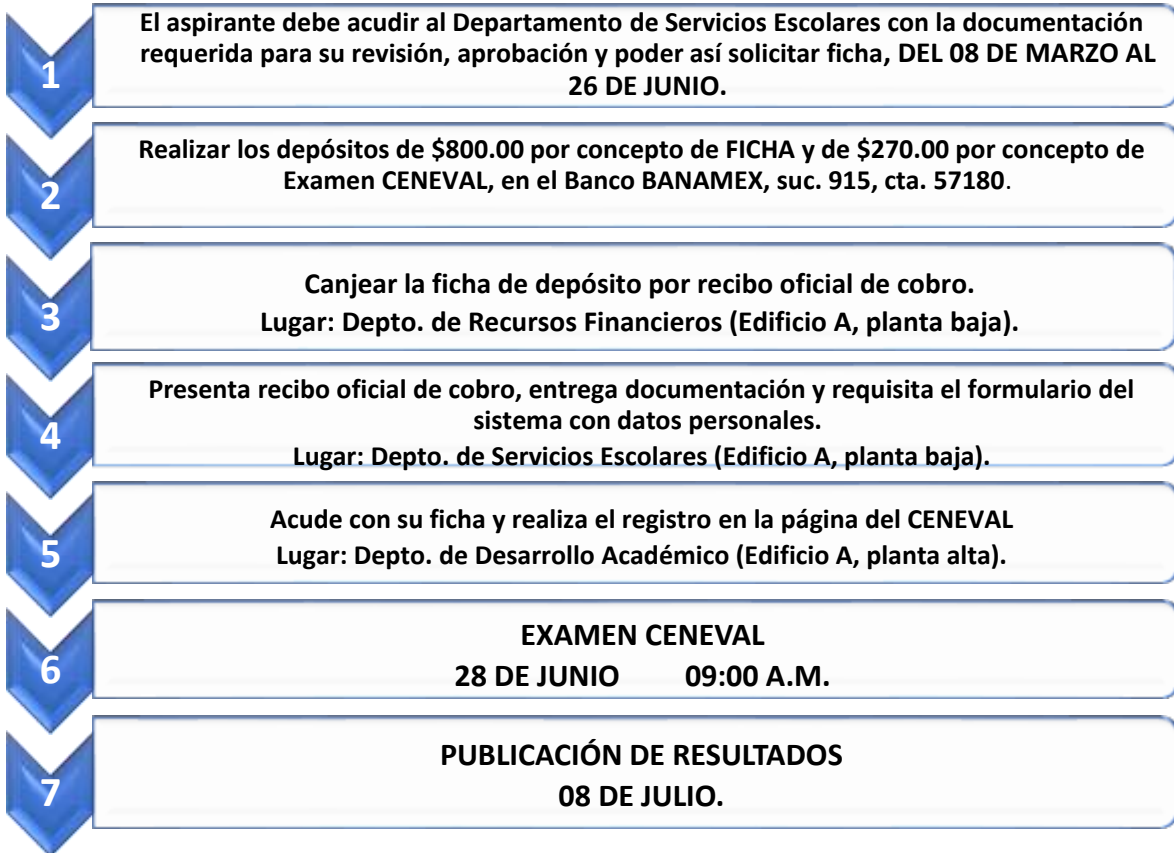 1
El aspirante debe acudir al Departamento de Servicios Escolares con la documentación
requerida para su revisión, aprobación y poder así solicitar ficha, DEL 08 DE MARZO AL
26 DE JUNIO.
2
Realizar los depósitos de $800.00 por concepto de FICHA y de $270.00 por concepto de
Examen CENEVAL, en el Banco BANAMEX, suc. 915, cta. 57180.
3
Canjear la ficha de depósito por recibo oficial de cobro.
Lugar: Depto. de Recursos Financieros (Edificio A, planta baja).
4
Presenta recibo oficial de cobro, entrega documentación y requisita el formulario del
sistema con datos personales.
Lugar: Depto. de Servicios Escolares (Edificio A, planta baja).
5
Acude con su ficha y realiza el registro en la página del CENEVAL
Lugar: Depto. de Desarrollo Académico (Edificio A, planta alta).
6
EXAMEN CENEVAL
28 DE JUNIO 09:00 A.M.
7
PUBLICACIÓN DE RESULTADOS
08 DE JULIO.